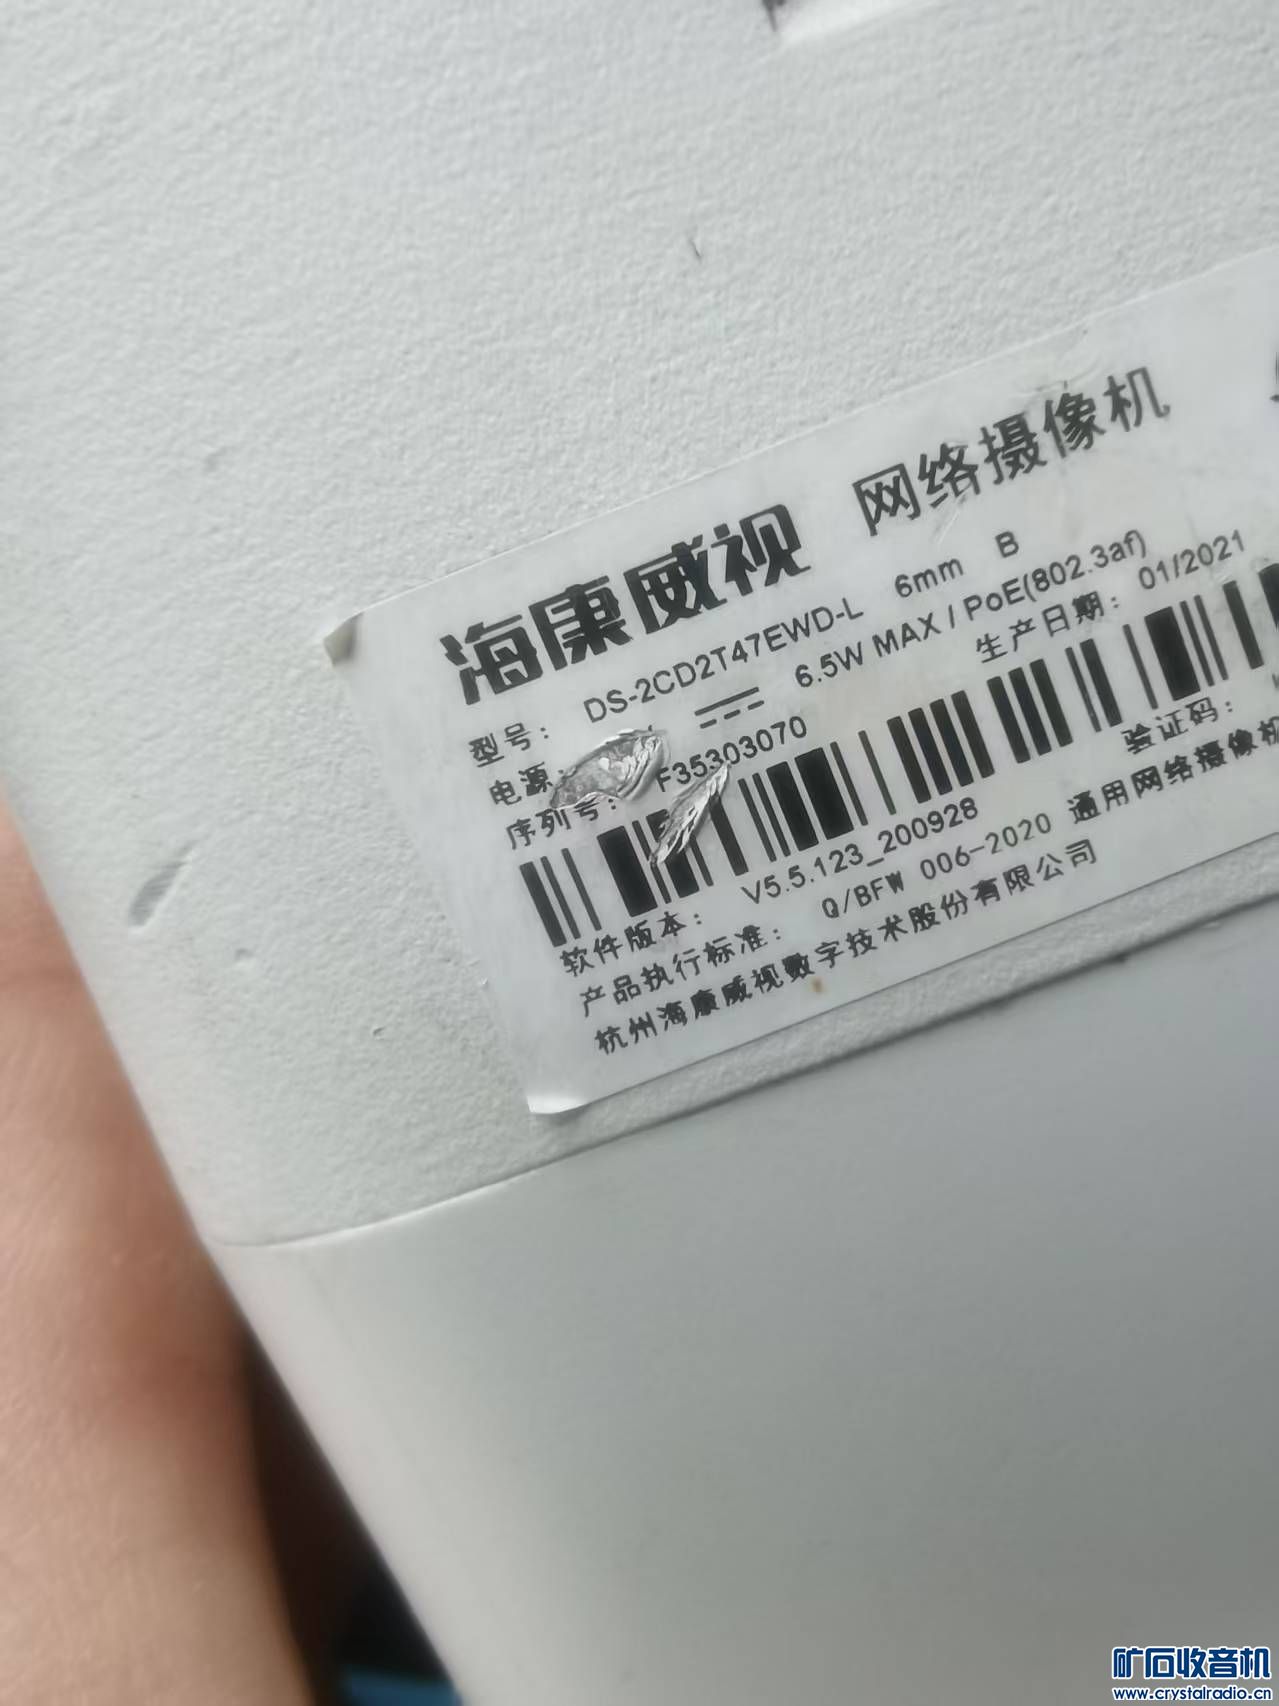 海康威视 网络摄像机
型号： DS-2CD2T47EWD-L 6mm B
电源： ⎓ 6.5W MAX / PoE(802.3af)
序列号： F35303070 生产日期： 01/2021
验证码：
软件版本： V5.5.123_200928
产品执行标准： Q/BFW 006-2020 通用网络摄像机
杭州海康威视数字技术股份有限公司
矿石收音机
www.crystalradio.cn